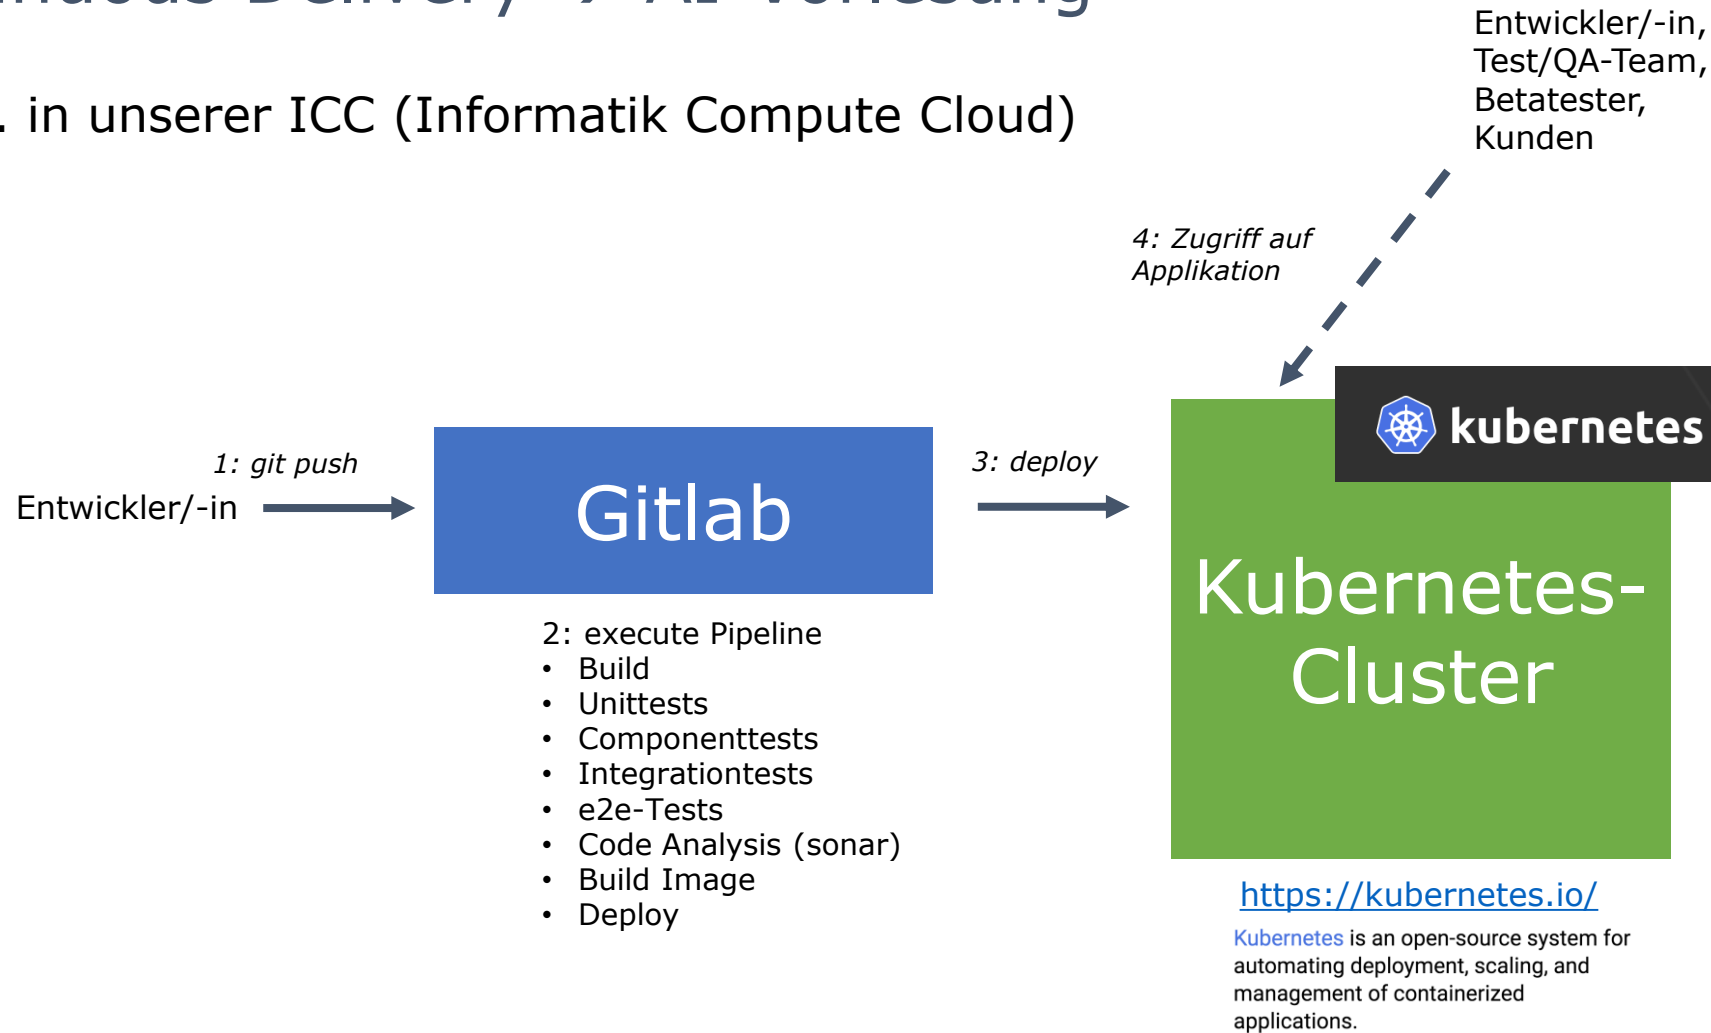 Delivery → AI-Vorlesung
. in unserer ICC (Informatik Compute Cloud)
Entwickler/-in,
Test/QA-Team,
Betatester,
Kunden
4: Zugriff auf
Applikation
kubernetes
1: git push
Entwickler/-in
Gitlab
3: deploy
Kubernetes-
Cluster
2: execute Pipeline
• Build
• Unittests
• Componenttests
• Integrationtests
• e2e-Tests
• Code Analysis (sonar)
• Build Image
• Deploy
https://kubernetes.io/
Kubernetes is an open-source system for
automating deployment, scaling, and
management of containerized
applications.